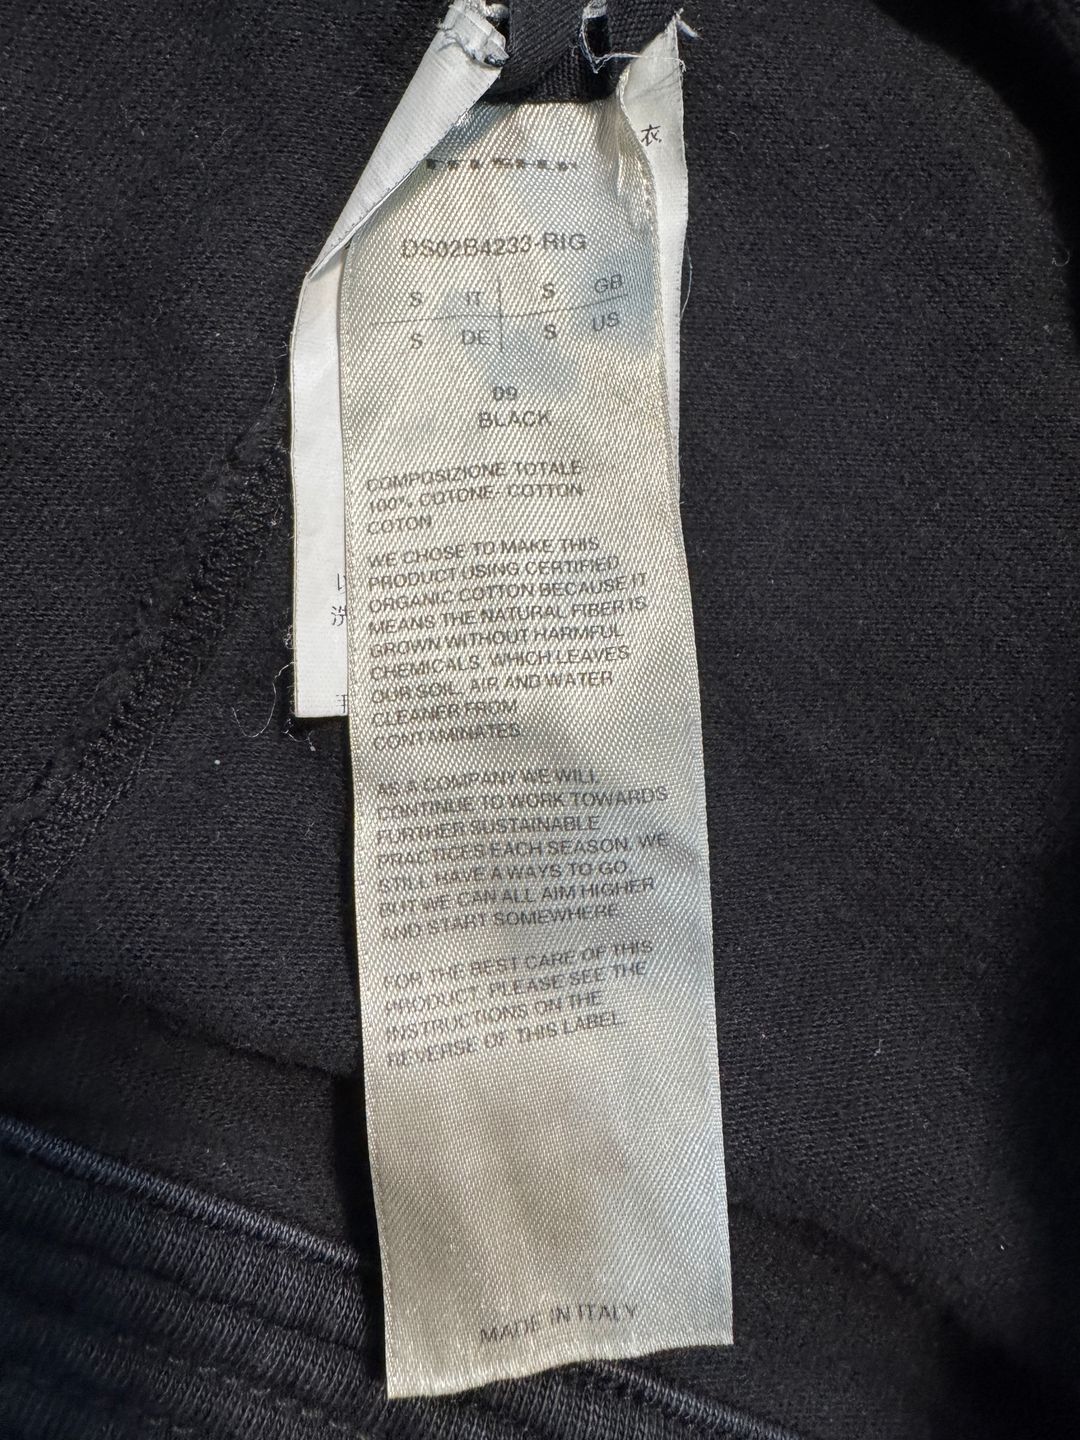 衣
DS02B4233-RIG
S IT S GB
S DE S US
09
BLACK
COMPOSIZIONE TOTALE
100% COTONE- COTTON
COTON
WE CHOSE TO MAKE THIS
PRODUCT USING CERTIFIED
ORGANIC COTTON BECAUSE IT
MEANS THE NATURAL FIBER IS
GROWN WITHOUT HARMFUL
CHEMICALS, WHICH LEAVES
OUR SOIL, AIR AND WATER
CLEANER FROM
CONTAMINATES.
AS A COMPANY WE WILL
CONTINUE TO WORK TOWARDS
FURTHER SUSTAINABLE
PRACTICES EACH SEASON. WE
STILL HAVE A WAYS TO GO,
BUT WE CAN ALL AIM HIGHER
AND START SOMEWHERE.
FOR THE BEST CARE OF THIS
PRODUCT, PLEASE SEE THE
INSTRUCTIONS ON THE
REVERSE OF THIS LABEL.
MADE IN ITALY